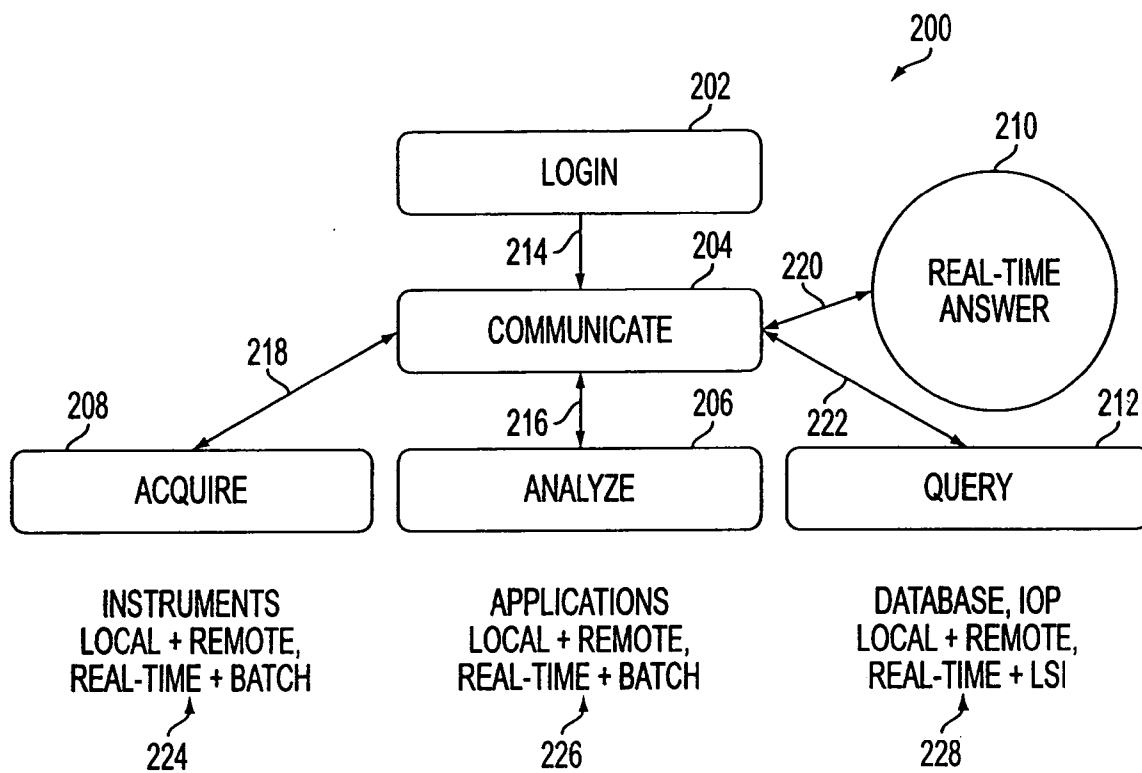 200
202
LOGIN
210
214
204
220
REAL-TIME
ANSWER
COMMUNICATE
218
208
216
206
222
212
ACQUIRE
ANALYZE
QUERY
INSTRUMENTS
LOCAL + REMOTE,
REAL-TIME + BATCH
224
APPLICATIONS
LOCAL + REMOTE,
REAL-TIME + BATCH
226
DATABASE, IOP
LOCAL + REMOTE,
REAL-TIME + LSI
228